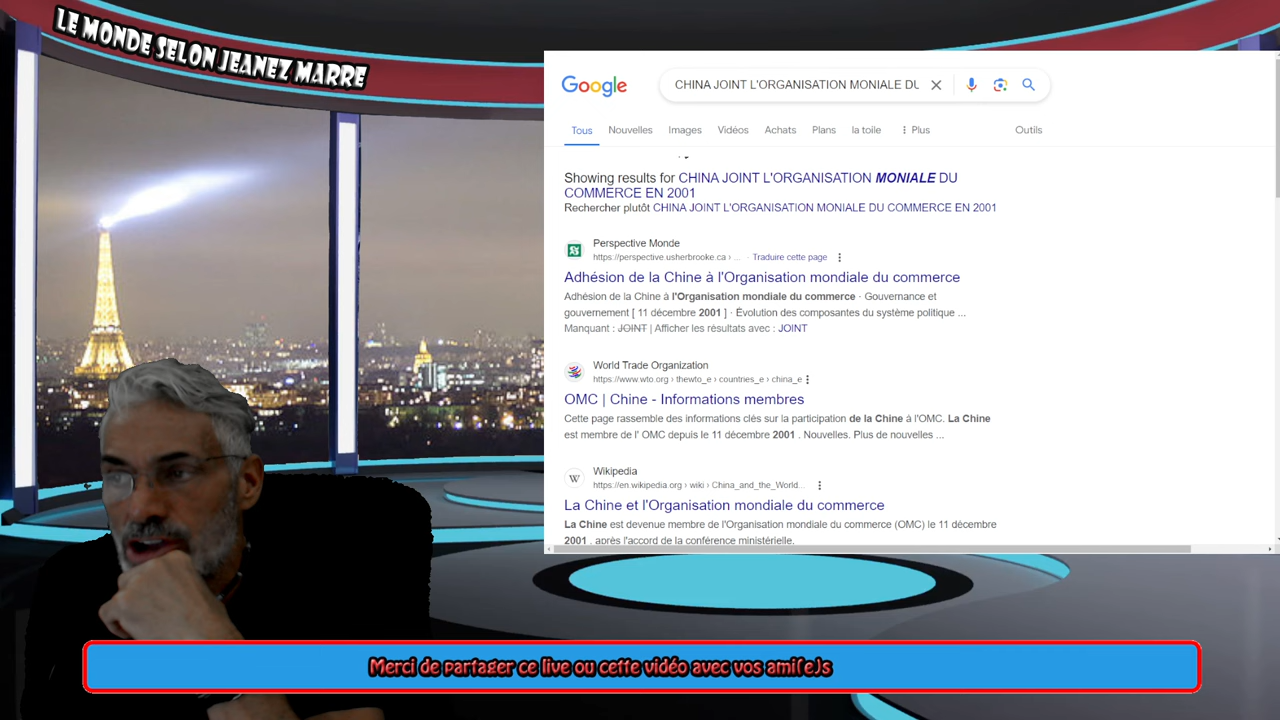 LE MONDE SELON JEANEZ MARRE
Google
CHINA JOINT L'ORGANISATION MONIALE DU
Tous Nouvelles Images Vidéos Achats Plans la toile Plus Outils
Showing results for CHINA JOINT L'ORGANISATION MONIALE DU
COMMERCE EN 2001
Rechercher plutôt CHINA JOINT L'ORGANISATION MONIALE DU COMMERCE EN 2001
Perspective Monde
https://perspective.usherbrooke.ca › ... · Traduire cette page
Adhésion de la Chine à l'Organisation mondiale du commerce
Adhésion de la Chine à l'Organisation mondiale du commerce · Gouvernance et
gouvernement [ 11 décembre 2001 ] · Évolution des composantes du système politique ...
Manquant : JOINT | Afficher les résultats avec : JOINT
World Trade Organization
https://www.wto.org › thewto_e › countries_e › china_e
OMC | Chine - Informations membres
Cette page rassemble des informations clés sur la participation de la Chine à l'OMC. La Chine
est membre de l' OMC depuis le 11 décembre 2001 . Nouvelles. Plus de nouvelles ...
W
Wikipedia
https://en.wikipedia.org › wiki › China_and_the_World...
La Chine et l'Organisation mondiale du commerce
La Chine est devenue membre de l'Organisation mondiale du commerce (OMC) le 11 décembre
2001 , après l'accord de la conférence ministérielle.
Merci de partager ce live ou cette vidéo avec vos ami(e)s